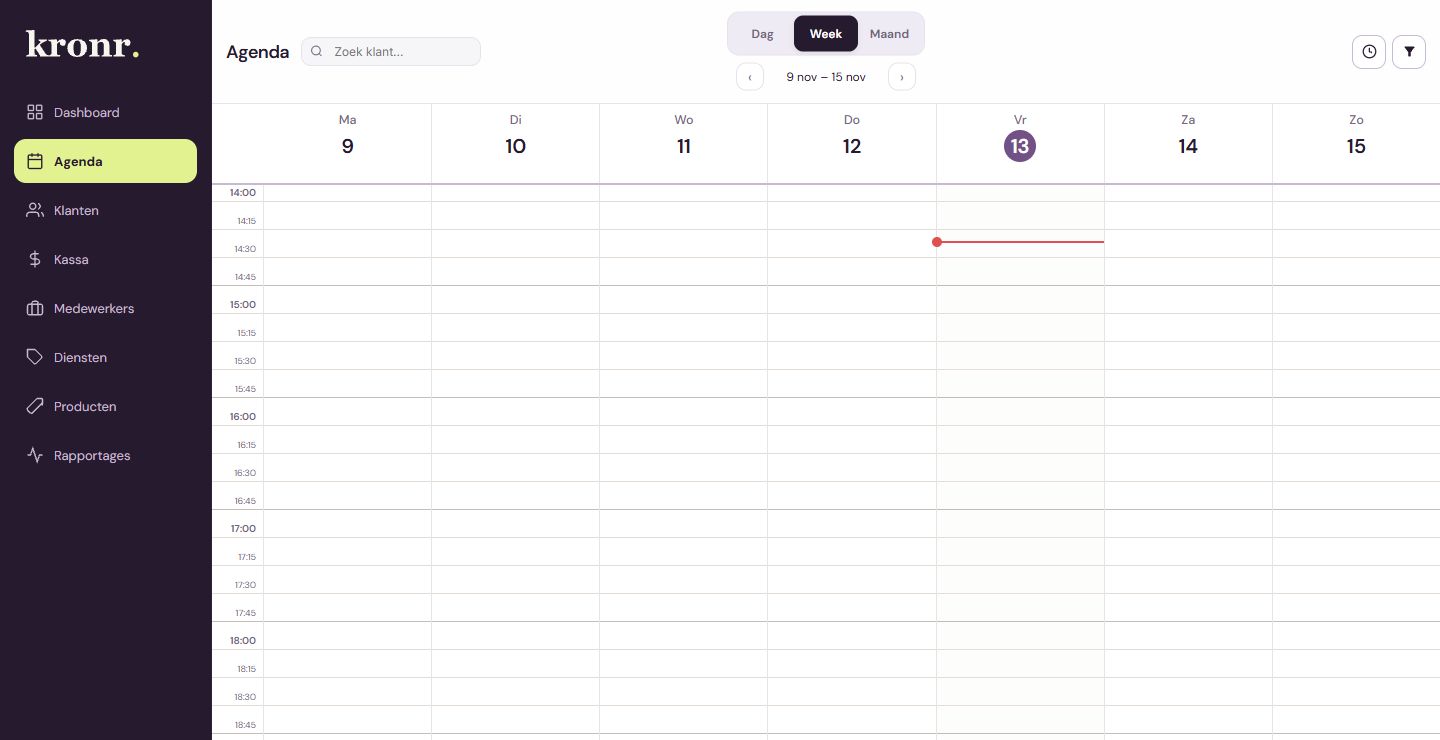 kronr.
Dashboard
Agenda
Klanten
Kassa
Medewerkers
Diensten
Producten
Rapportages
Agenda
Zoek klant...
Dag Week Maand
‹ 9 nov – 15 nov ›
Ma Di Wo Do Vr Za Zo
9 10 11 12 13 14 15
14:00
14:15
14:30
14:45
15:00
15:15
15:30
15:45
16:00
16:15
16:30
16:45
17:00
17:15
17:30
17:45
18:00
18:15
18:30
18:45